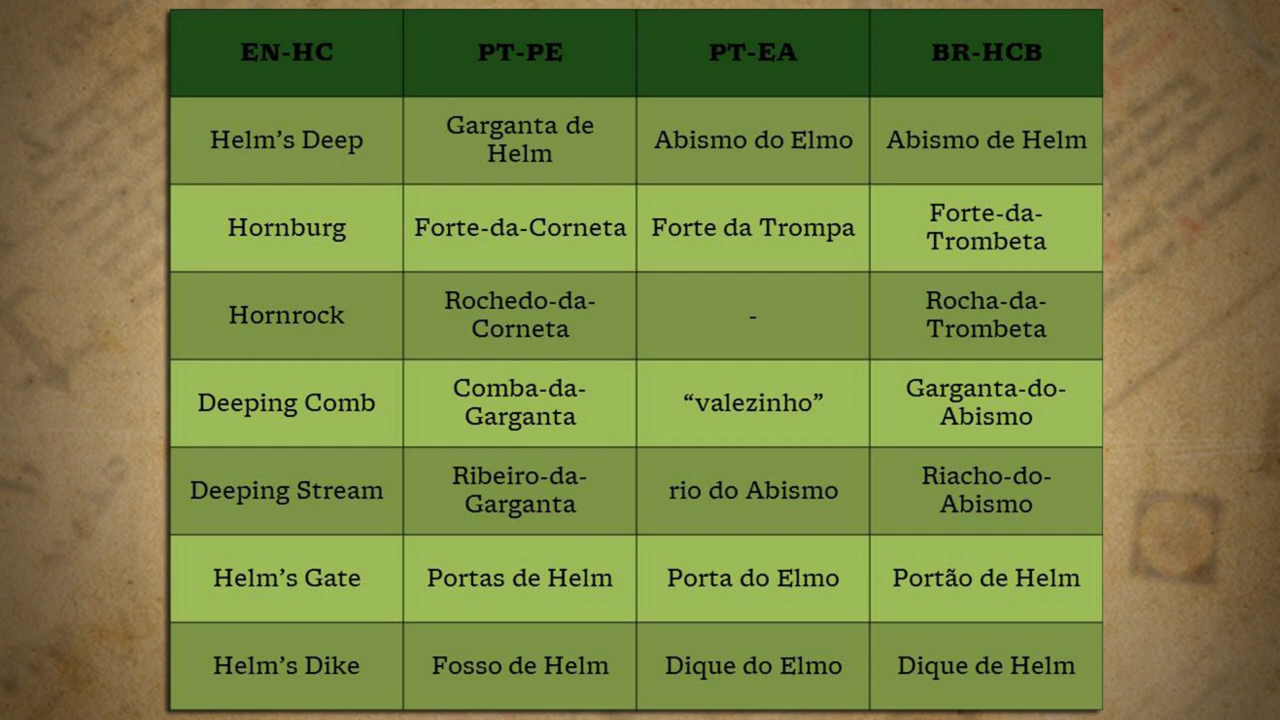 EN-HC PT-PE PT-EA BR-HCB
Helm's Deep Garganta de Helm Abismo do Elmo Abismo de Helm
Hornburg Forte-da-Corneta Forte da Trompa Forte-da-Trombeta
Hornrock Rochedo-da-Corneta - Rocha-da-Trombeta
Deeping Comb Comba-da-Garganta “valezinho” Garganta-do-Abismo
Deeping Stream Ribeiro-da-Garganta rio do Abismo Riacho-do-Abismo
Helm's Gate Portas de Helm Porta do Elmo Portão de Helm
Helm's Dike Fosso de Helm Dique do Elmo Dique de Helm